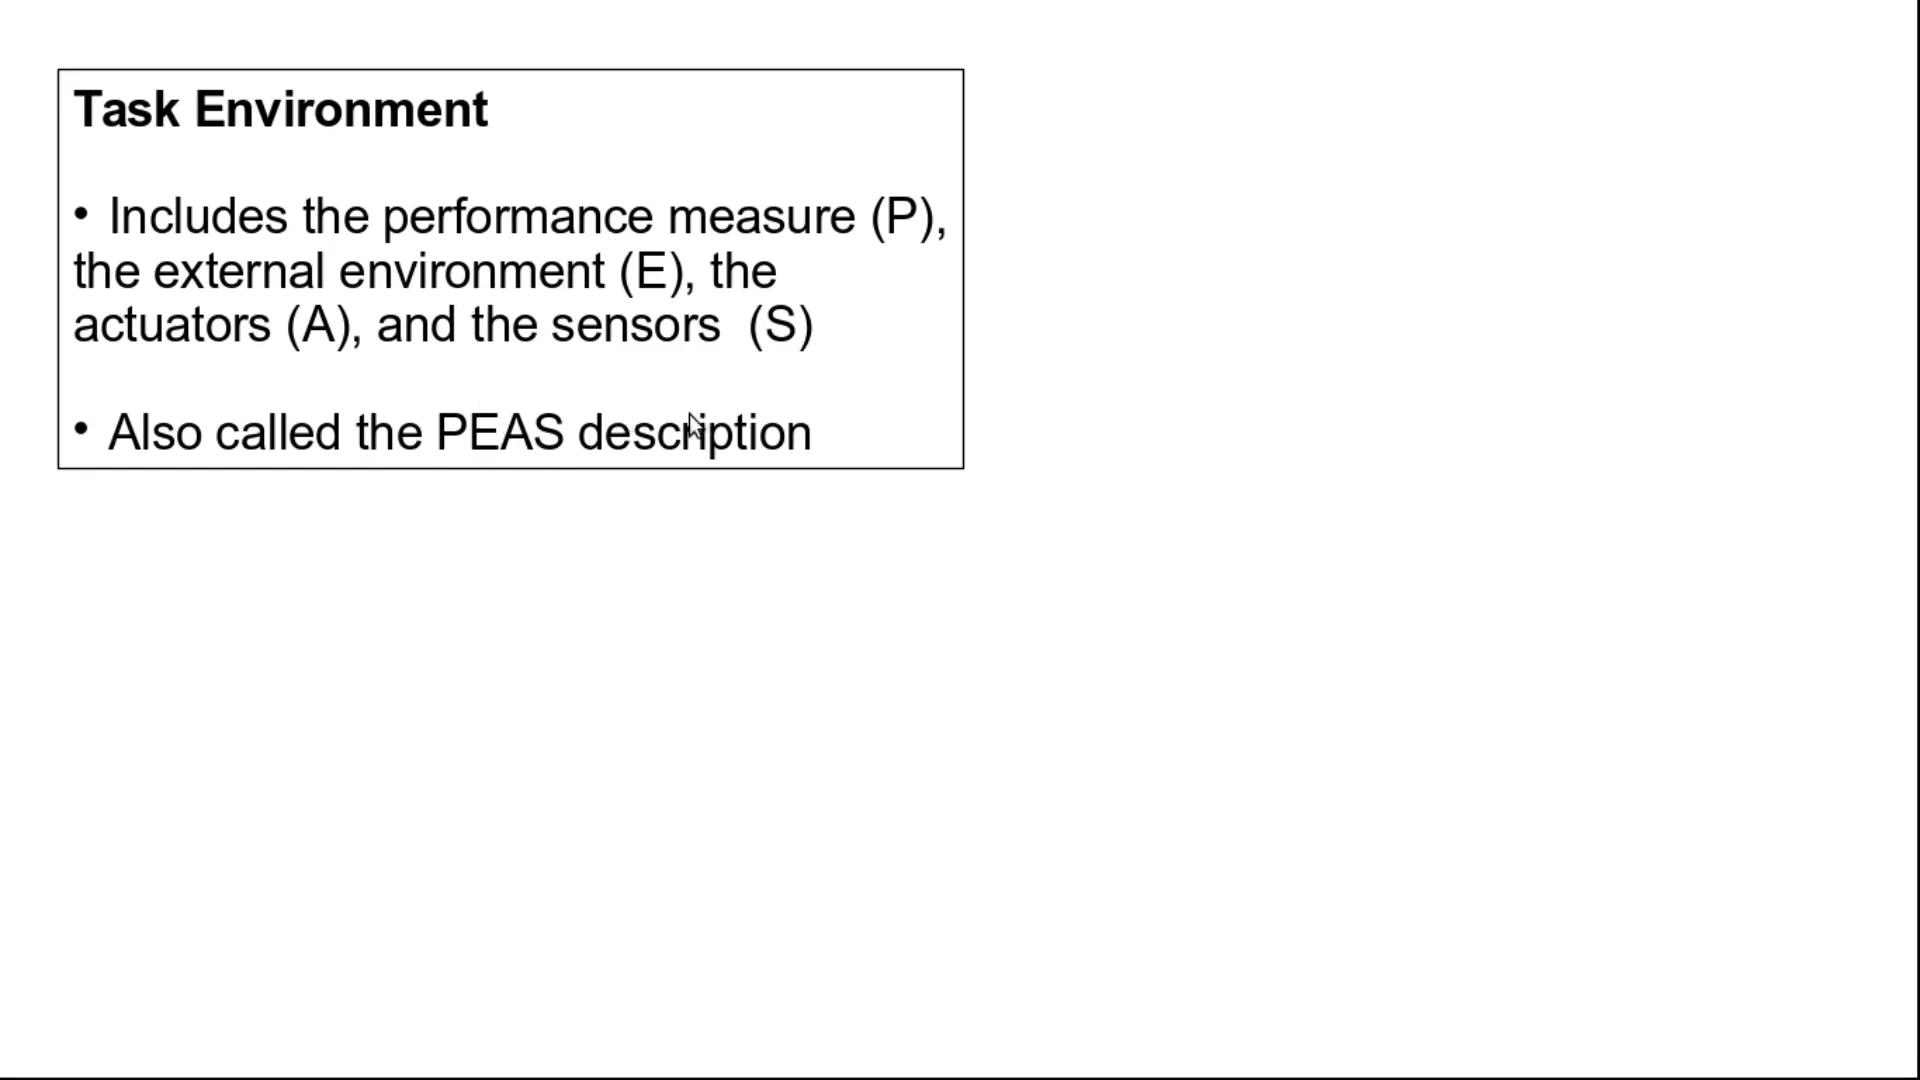 Task Environment
• Includes the performance measure (P),
the external environment (E), the
actuators (A), and the sensors  (S)
• Also called the PEAS description